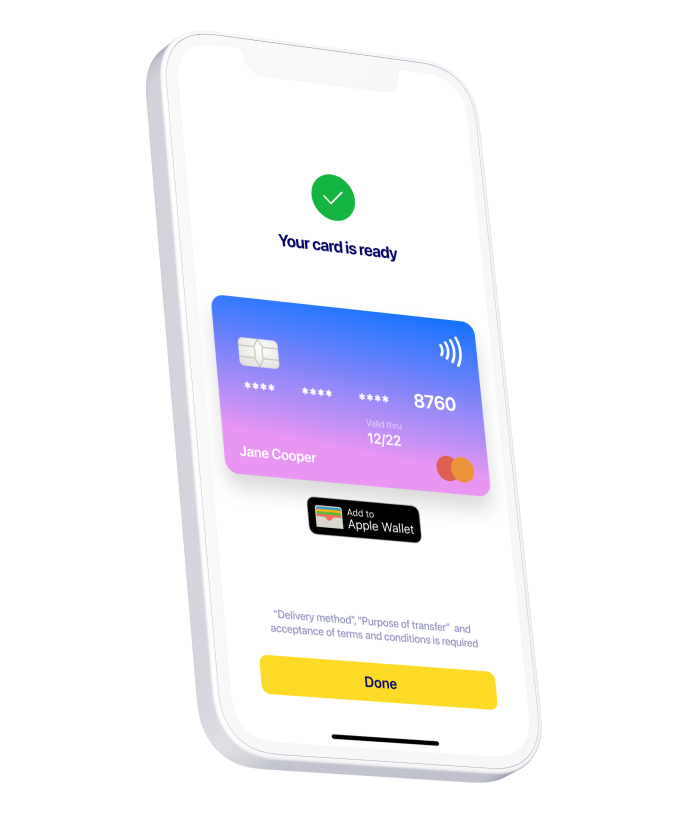 Your card is ready
**** **** **** 8760
Valid thru
12/22
Jane Cooper
Add to
Apple Wallet
"Delivery method", "Purpose of transfer" and
acceptance of terms and conditions is required
Done